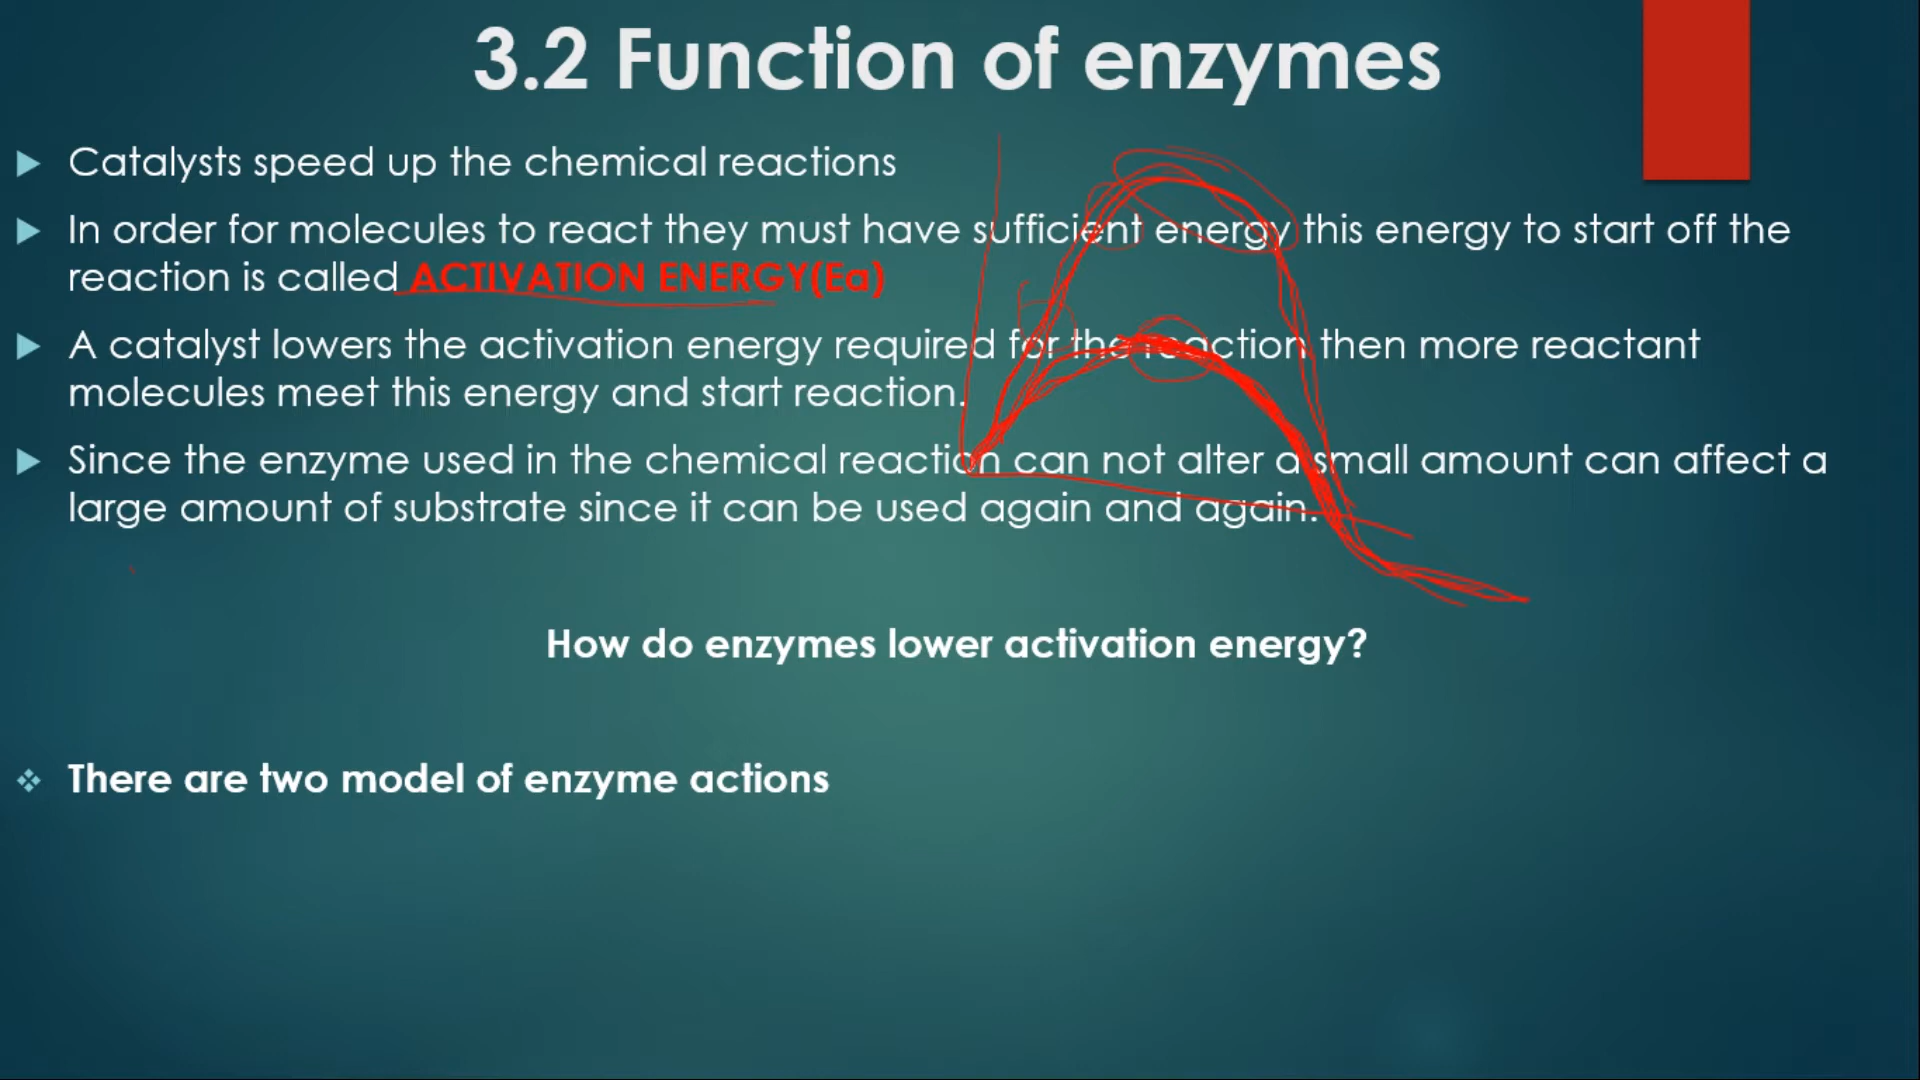 3.2 Function of enzymes
Catalysts speed up the chemical reactions
In order for molecules to react they must have sufficient energy this energy to start off the
reaction is called ACTIVATION ENERGY(Ea)
A catalyst lowers the activation energy required for the reaction then more reactant
molecules meet this energy and start reaction.
Since the enzyme used in the chemical reaction can not alter a small amount can affect a
large amount of substrate since it can be used again and again.
How do enzymes lower activation energy?
There are two model of enzyme actions